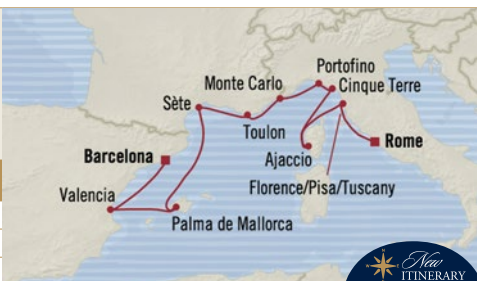 Portofino
Monte Carlo
Cinque Terre
Sète
Toulon
Rome
Barcelona
Ajaccio
Florence/Pisa/Tuscany
Valencia
Palma de Mallorca
New
ITINERARY